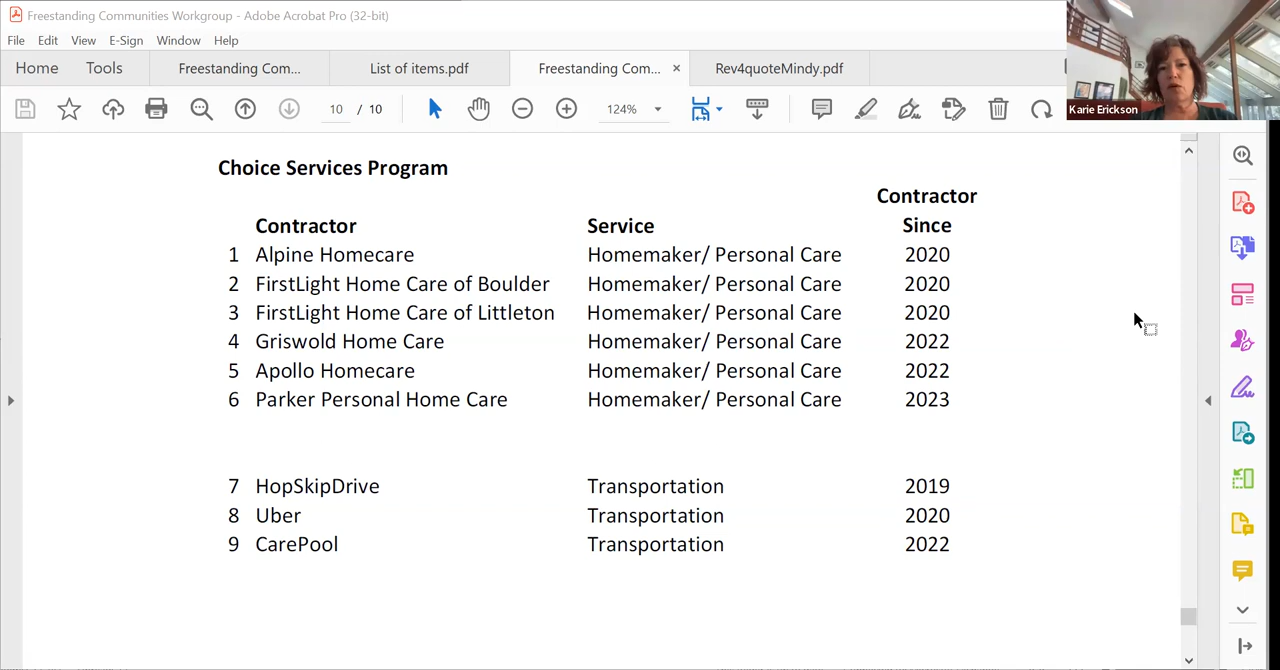 Freestanding Communities Workgroup - Adobe Acrobat Pro (32-bit)
File Edit View E-Sign Window Help
Home Tools Freestanding Com... List of items.pdf Freestanding Com... × Rev4quoteMindy.pdf
10 / 10 124%
Karie Erickson
Choice Services Program
Contractor
Contractor Service Since
1 Alpine Homecare Homemaker/ Personal Care 2020
2 FirstLight Home Care of Boulder Homemaker/ Personal Care 2020
3 FirstLight Home Care of Littleton Homemaker/ Personal Care 2020
4 Griswold Home Care Homemaker/ Personal Care 2022
5 Apollo Homecare Homemaker/ Personal Care 2022
6 Parker Personal Home Care Homemaker/ Personal Care 2023
7 HopSkipDrive Transportation 2019
8 Uber Transportation 2020
9 CarePool Transportation 2022